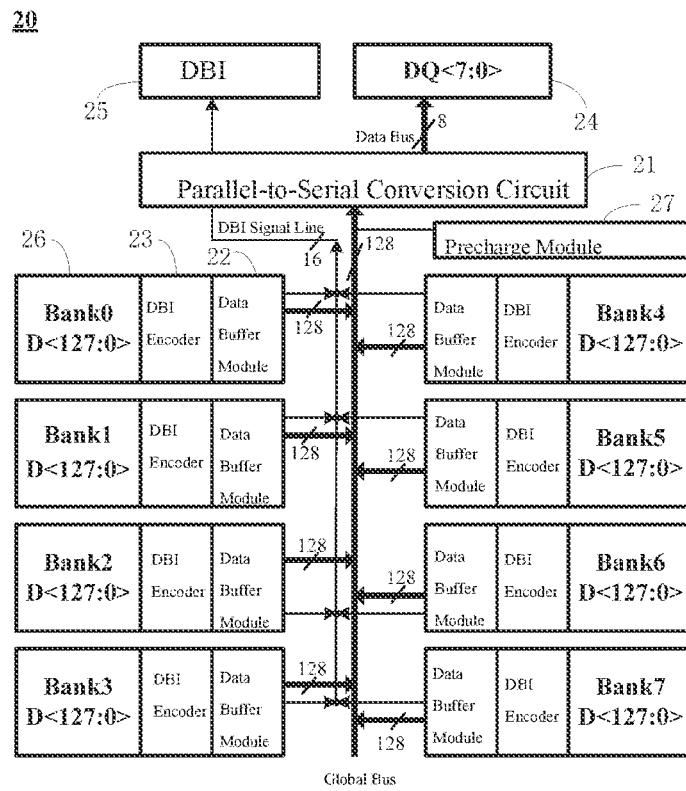 20
DBI
DQ<7:0>
25
24
Data Bus
8
21
Parallel-to-Serial Conversion Circuit
27
DBI Signal Line
16
128
Precharge Module
26
23
22
Bank0
D<127:0>
DBI
Encoder
Data
Buffer
Module
128
Data
Buffer
Module
DBI
Encoder
Bank4
D<127:0>
128
Bank1
D<127:0>
DBI
Encoder
Data
Buffer
Module
128
Data
Buffer
Module
DBI
Encoder
Bank5
D<127:0>
128
Bank2
D<127:0>
DBI
Encoder
Data
Buffer
Module
128
Data
Buffer
Module
DBI
Encoder
Bank6
D<127:0>
128
Bank3
D<127:0>
DBI
Encoder
Data
Buffer
Module
128
Data
Buffer
Module
DBI
Encoder
Bank7
D<127:0>
128
Global Bus